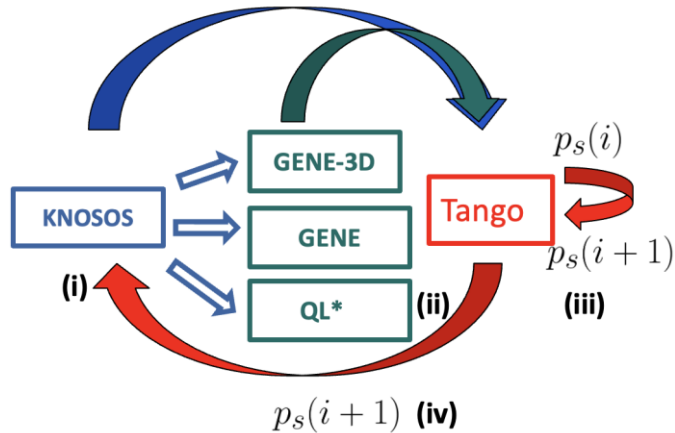 GENE-3D
p_s(i)
KNOSOS
GENE
Tango
p_s(i + 1)
(i)
QL*
(ii)
(iii)
p_s(i + 1) (iv)